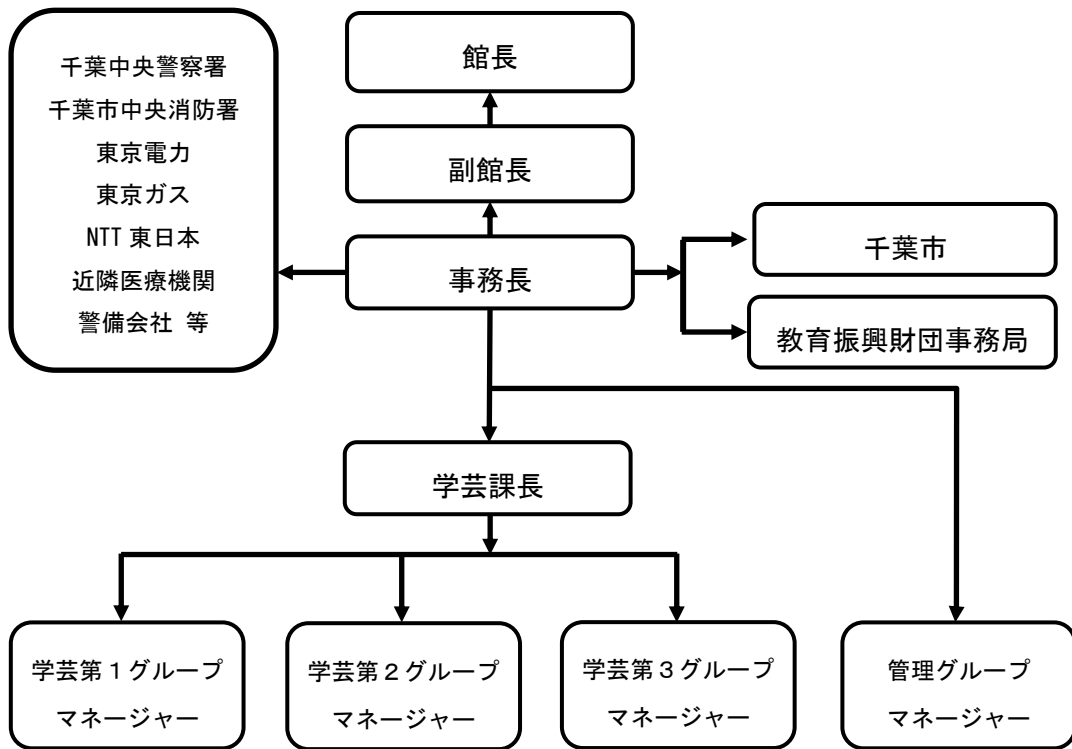 千葉中央警察署
千葉市中央消防署
東京電力
東京ガス
NTT 東日本
近隣医療機関
警備会社 等
館長
副館長
事務長
千葉市
教育振興財団事務局
学芸課長
学芸第１グループ
マネージャー
学芸第２グループ
マネージャー
学芸第３グループ
マネージャー
管理グループ
マネージャー